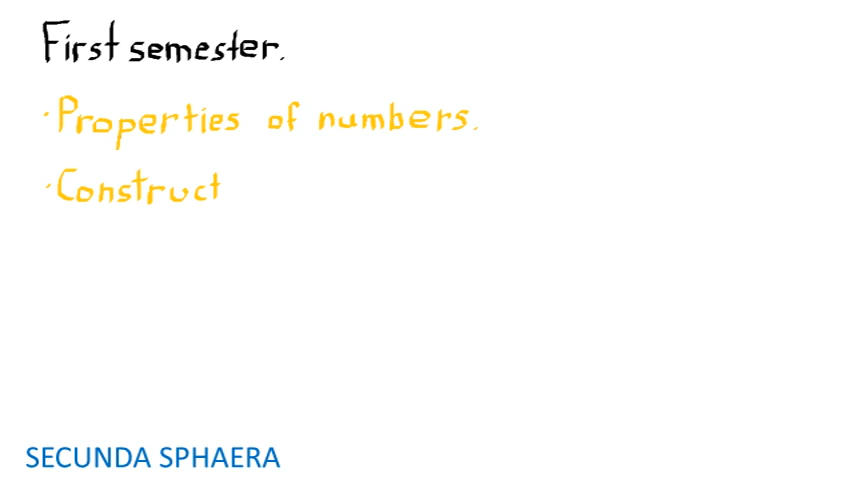 First semester.
· Properties of numbers.
· Construct
SECUNDA SPHAERA